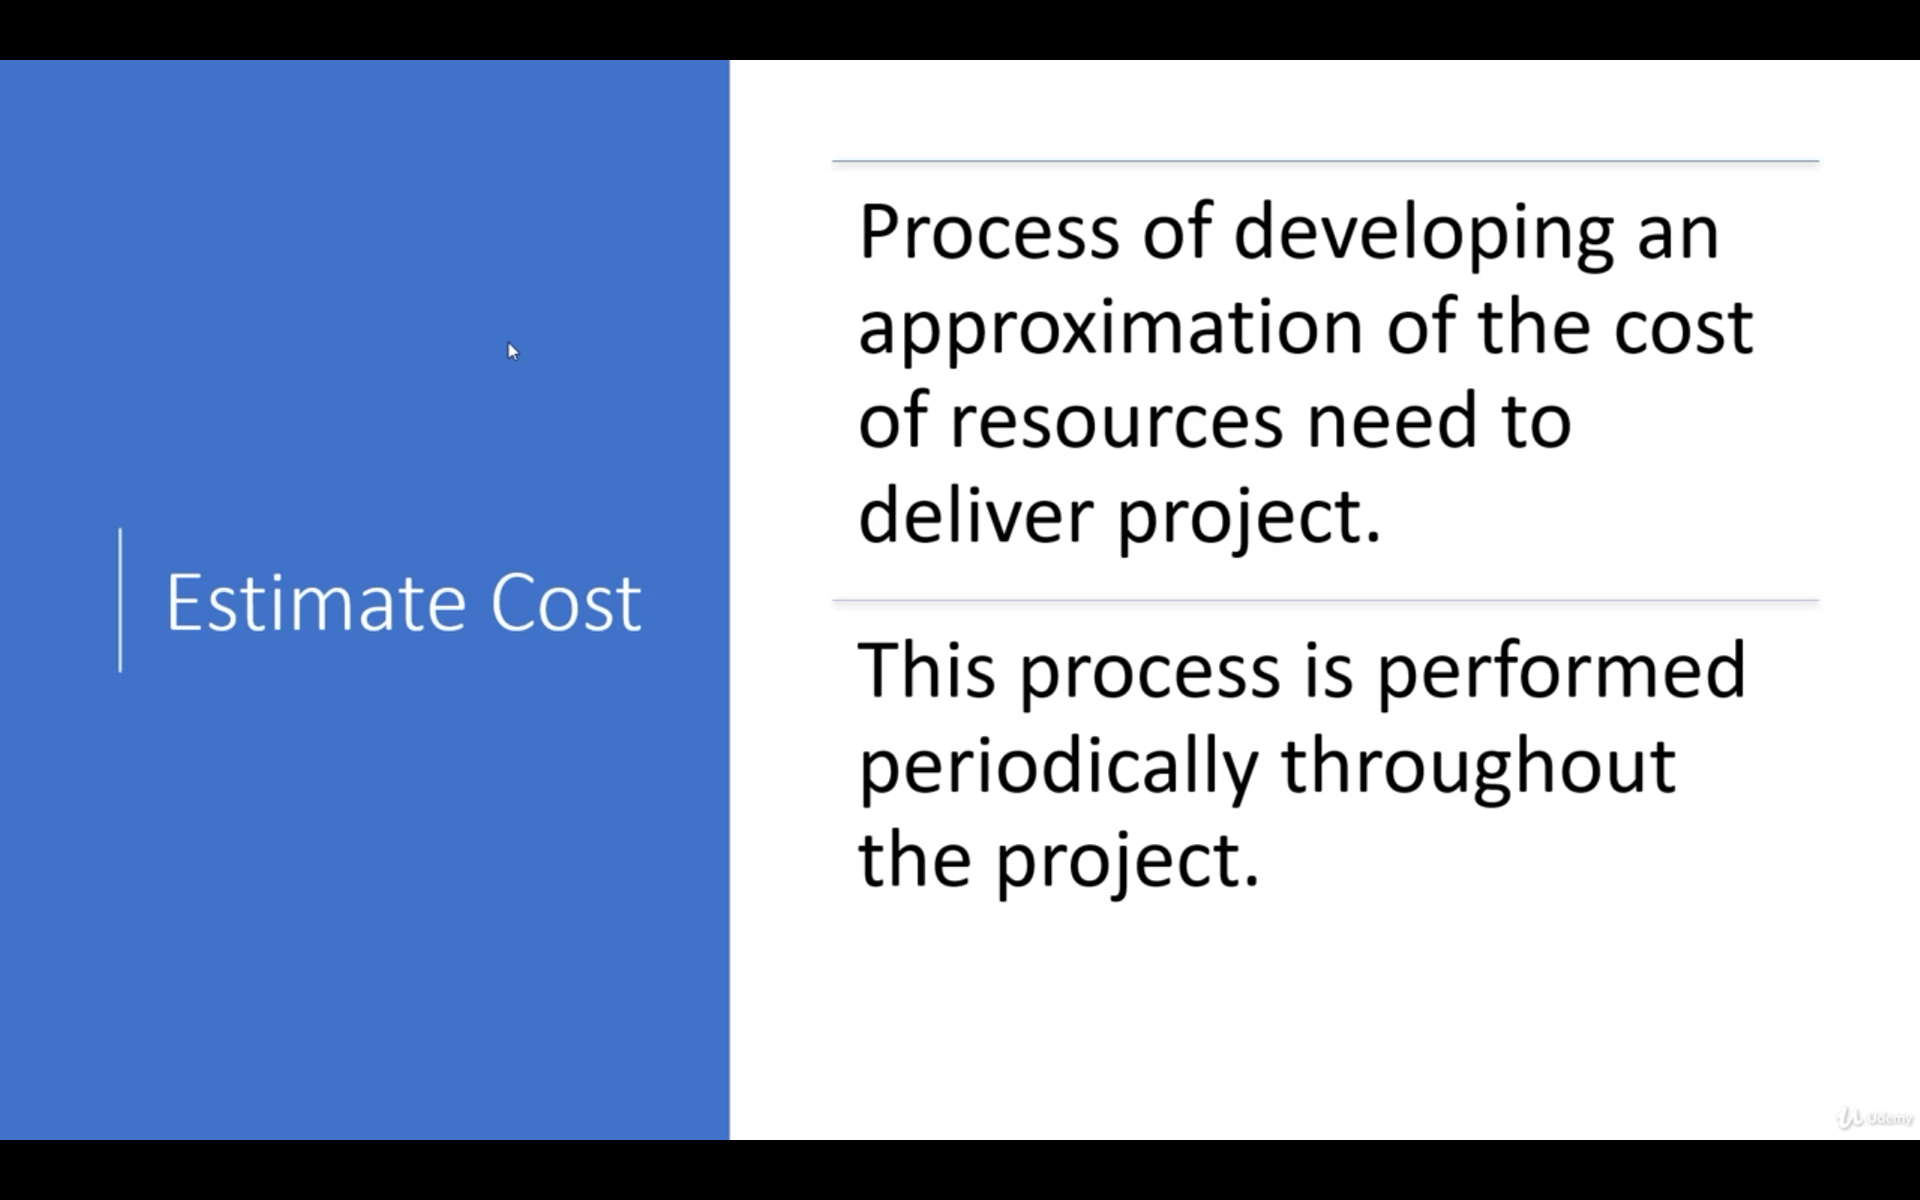 Estimate Cost
Process of developing an
approximation of the cost
of resources need to
deliver project.
This process is performed
periodically throughout
the project.
Udemy